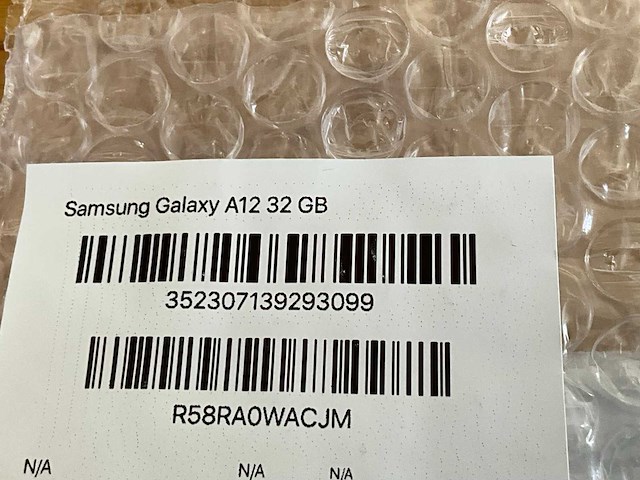 Samsung Galaxy A12 32 GB
352307139293099
R58RA0WACJM
N/A N/A N/A